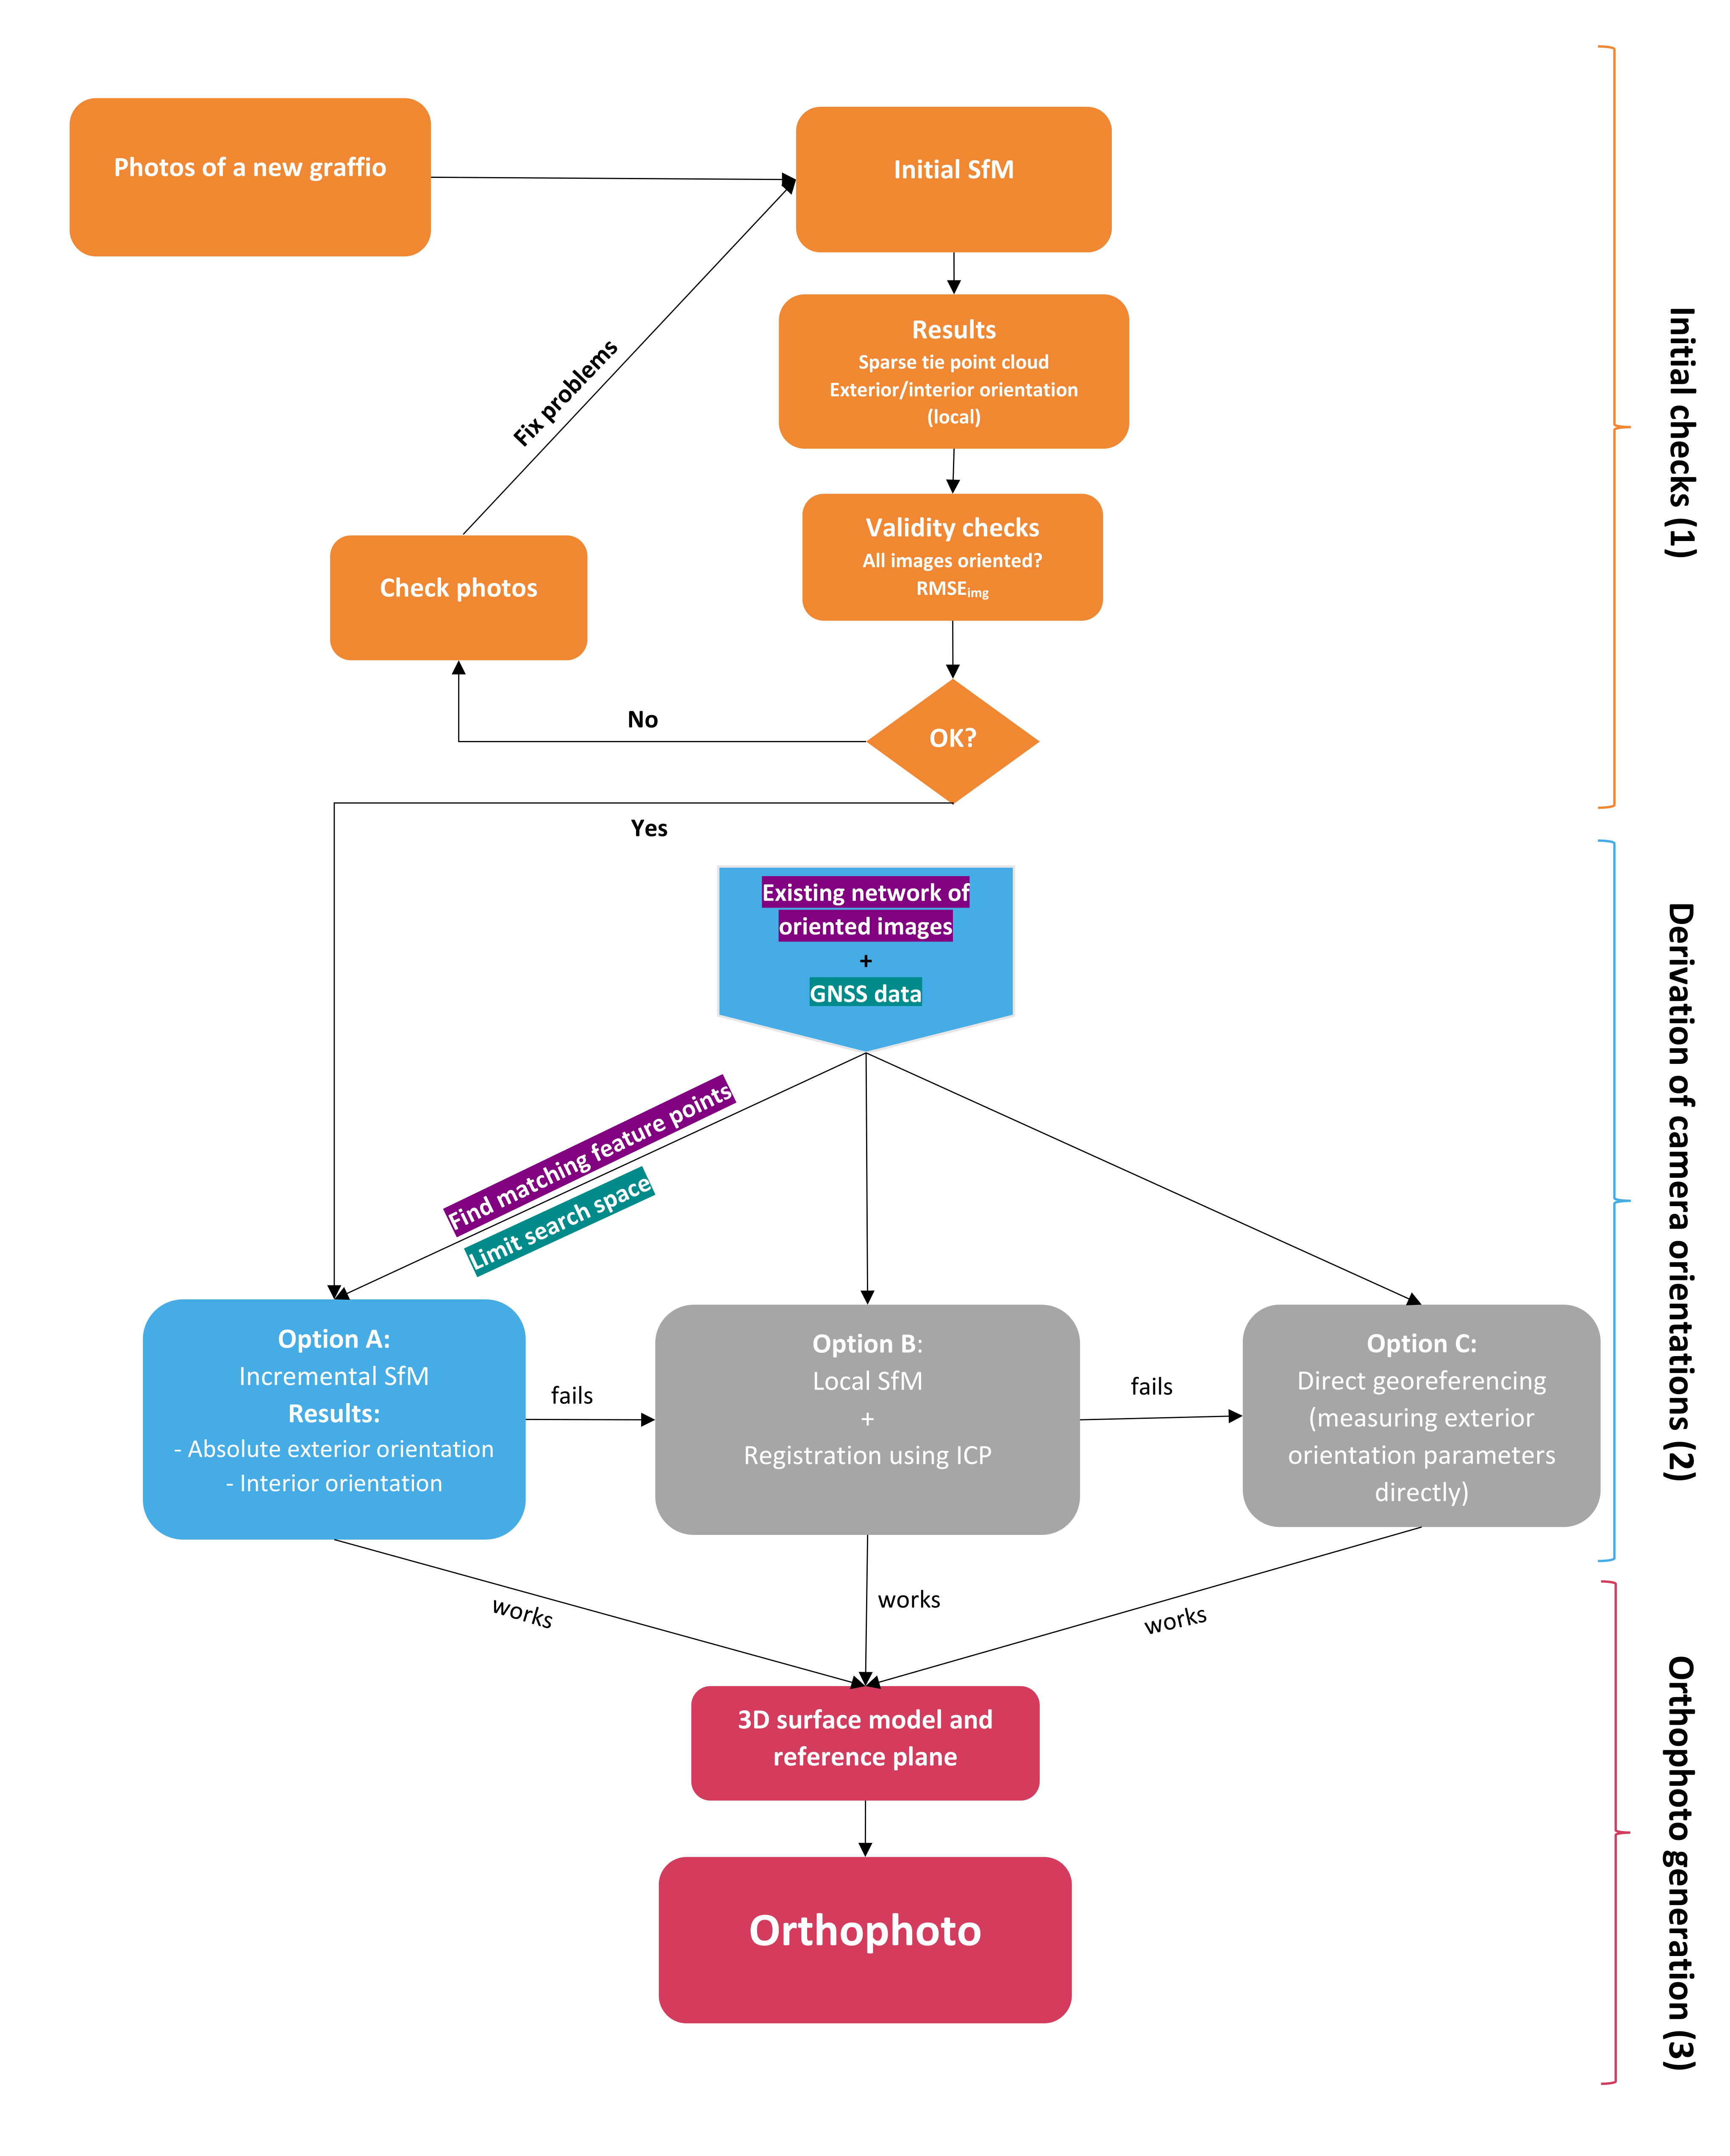 Photos of a new graffio
Initial SfM
Results
Sparse tie point cloud
Exterior/interior orientation
(local)
Fix problems
Validity checks
All images oriented?
RMSEimg
Check photos
OK?
No
Yes
Initial checks (1)
Existing network of
oriented images
+
GNSS data
Find matching feature points
Limit search space
Option A:
Incremental SfM
Results:
- Absolute exterior orientation
- Interior orientation
fails
Option B:
Local SfM
+
Registration using ICP
fails
Option C:
Direct georeferencing
(measuring exterior
orientation parameters
directly)
Derivation of camera orientations (2)
works
works
works
3D surface model and
reference plane
Orthophoto
Orthophoto generation (3)